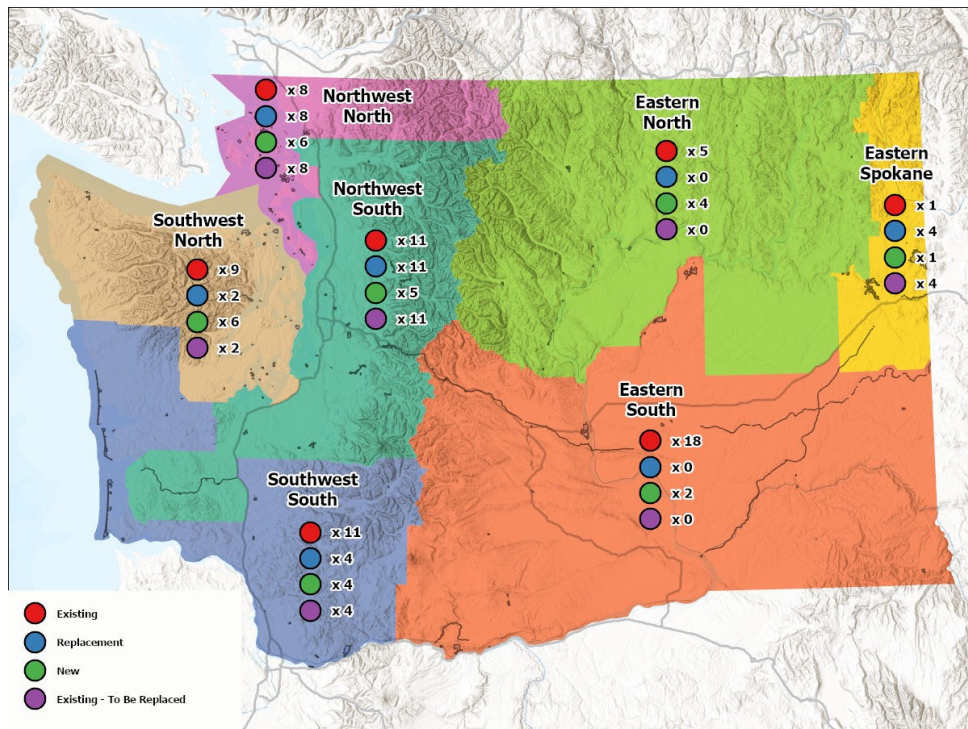 Northwest
North
x 8
x 8
x 6
x 8
Northwest
South
x 11
x 11
x 5
x 11
Southwest
North
x 9
x 2
x 6
x 2
Southwest
South
x 11
x 4
x 4
x 4
Eastern
North
x 5
x 0
x 4
x 0
Eastern
Spokane
x 1
x 4
x 1
x 4
Eastern
South
x 18
x 0
x 2
x 0
Existing
Replacement
New
Existing - To Be Replaced